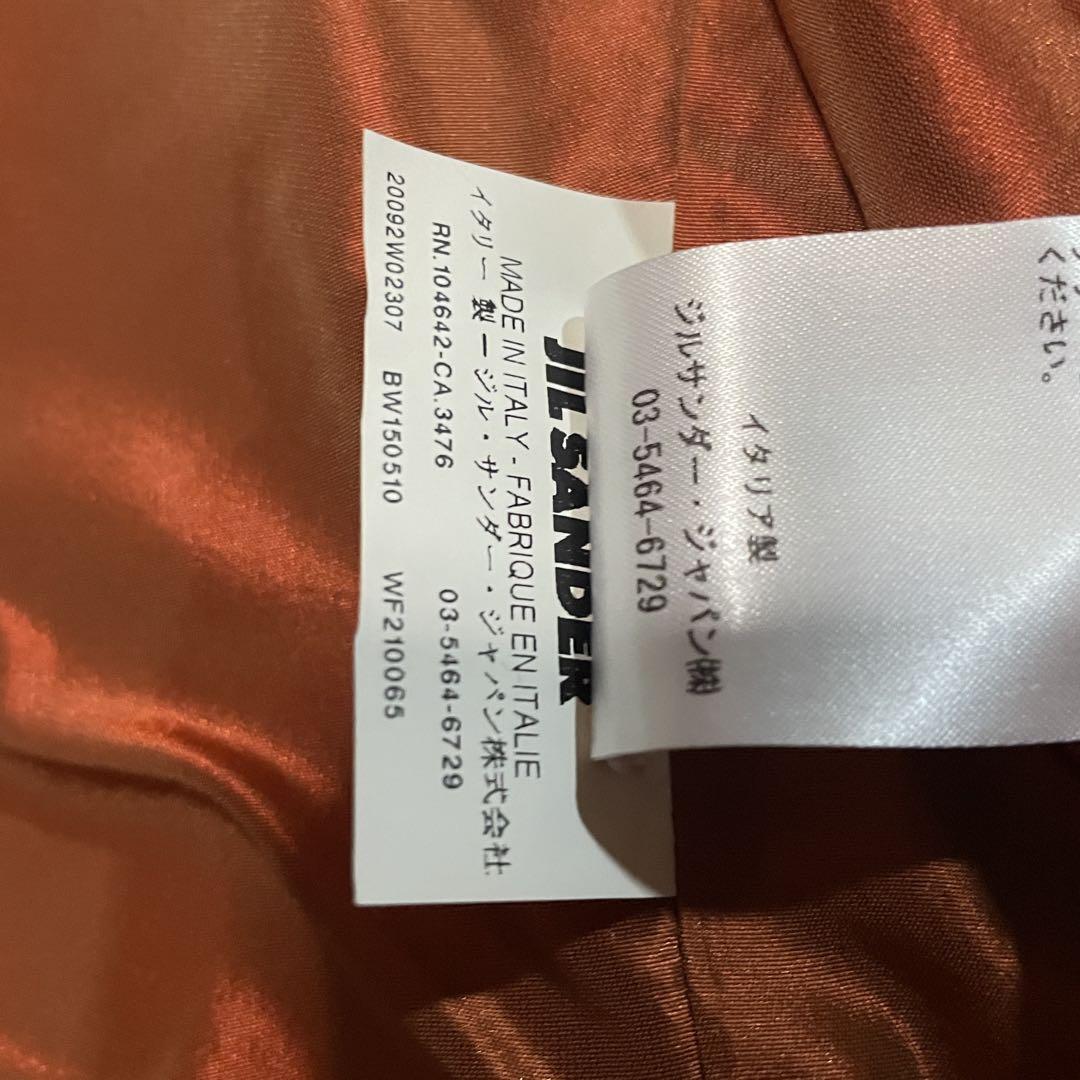 ください。
イタリア製
ジルサンダー・ジャパン㈱
03-5464-6729
JIL SANDER
MADE IN ITALY - FABRIQUE EN ITALIE
イタリー製ージル・サンダー・ジャパン株式会社
RN.104642-CA.3476 03-5464-6729
20092W02307 BW150510 WF210065